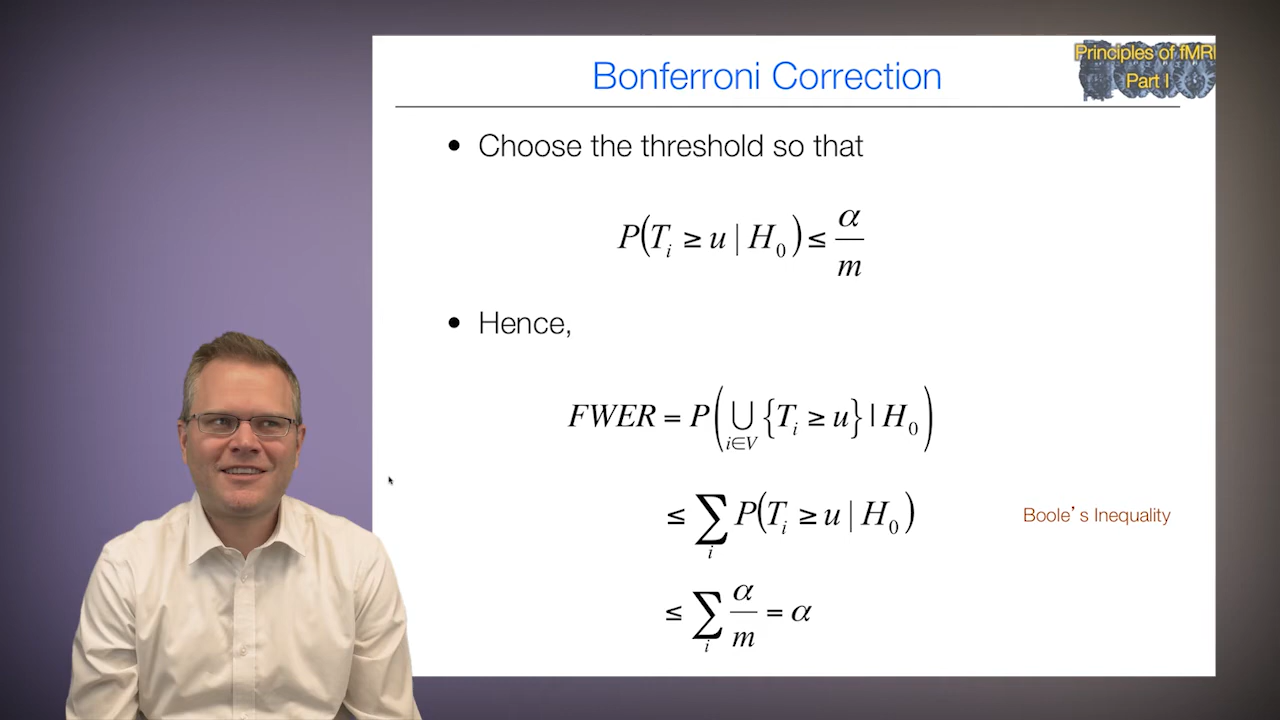 Bonferroni Correction
Principles of fMRI
Part I
• Choose the threshold so that
P(T_i ≥ u | H_0) ≤ α/m
• Hence,
FWER = P(⋃_{i∈V} {T_i ≥ u} | H_0)
≤ ∑_i P(T_i ≥ u | H_0)
Boole's Inequality
≤ ∑_i α/m = α